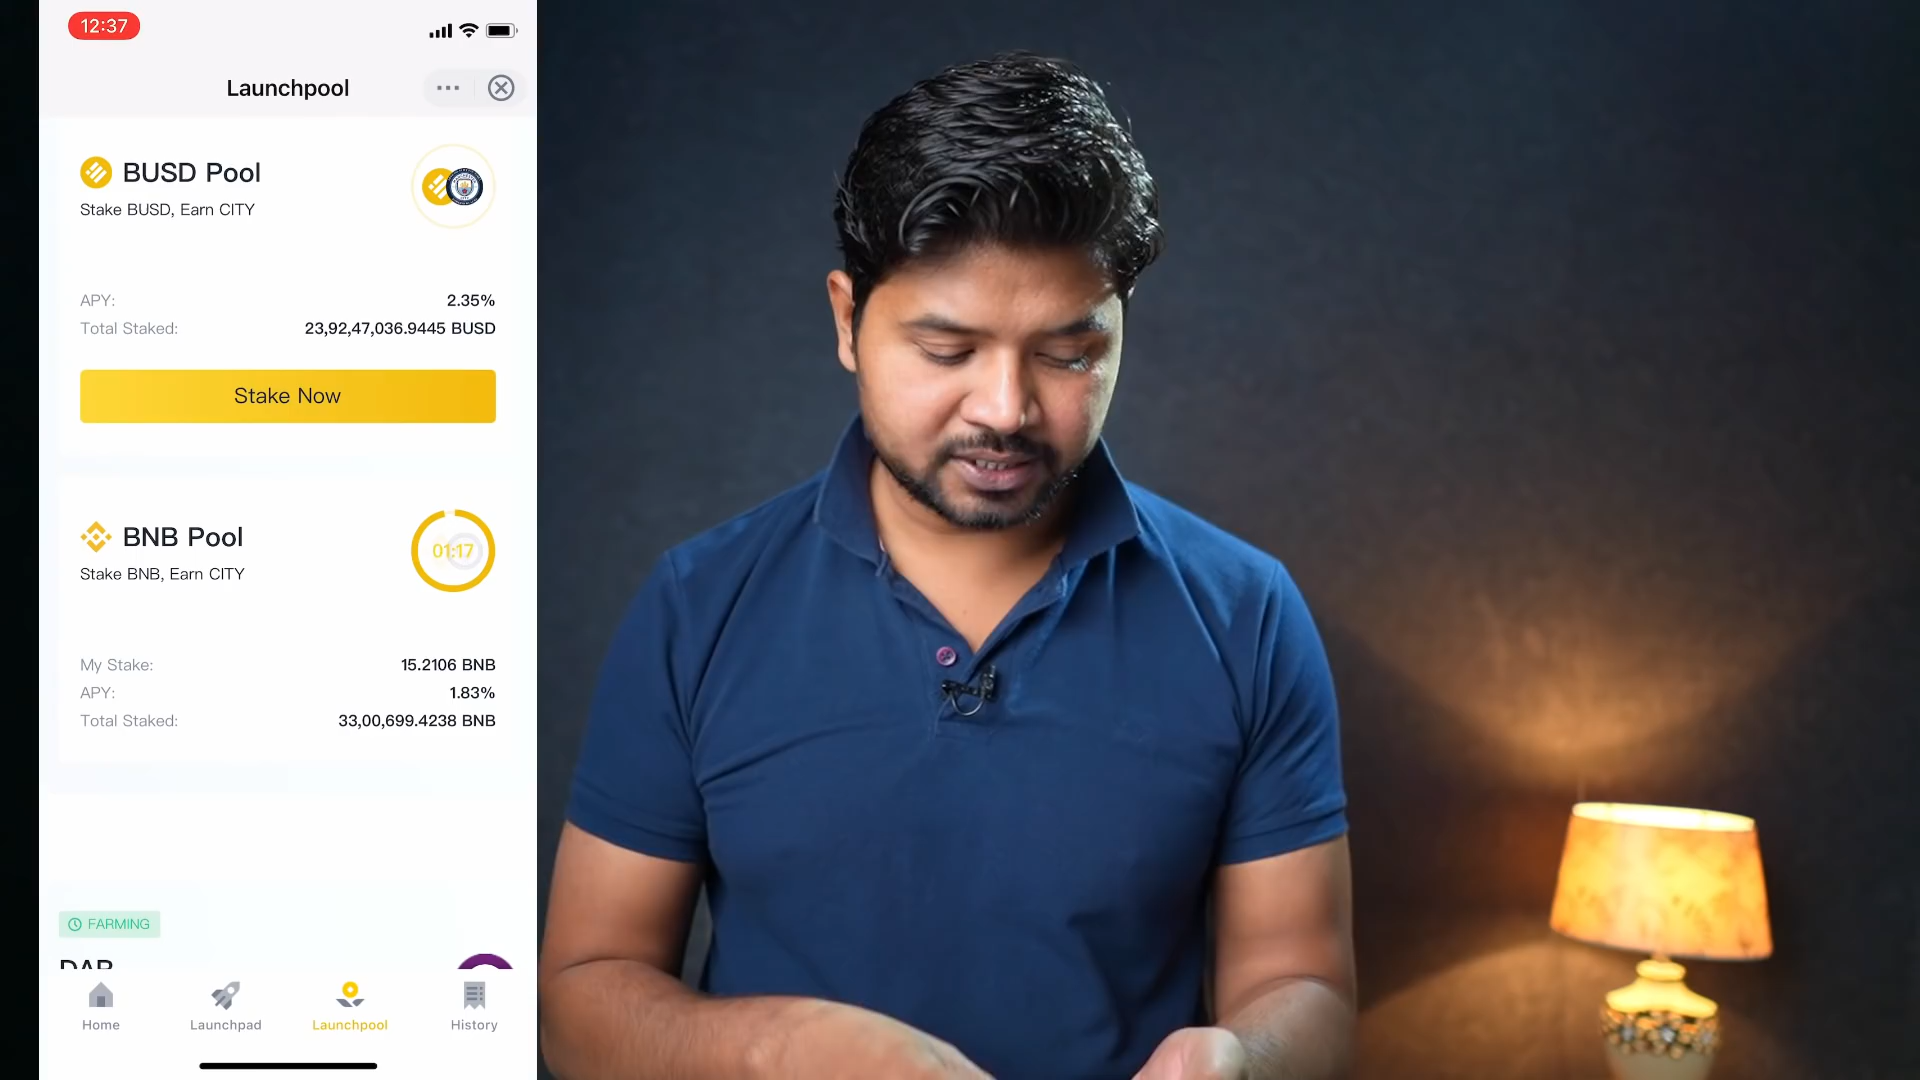 12:37
Launchpool
BUSD Pool
Stake BUSD, Earn CITY
APY: 2.35%
Total Staked: 23,92,47,036.9445 BUSD
Stake Now
BNB Pool
Stake BNB, Earn CITY
01:17
My Stake: 15.2106 BNB
APY: 1.83%
Total Staked: 33,00,699.4238 BNB
FARMING
DAR
Home
Launchpad
Launchpool
History